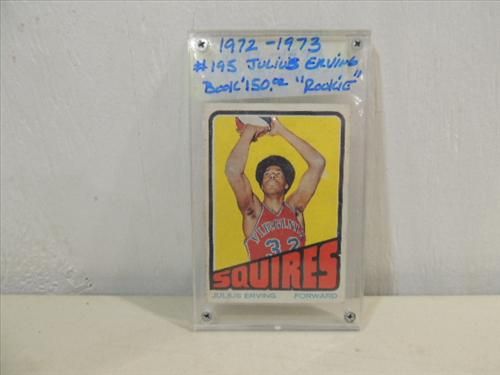 1972-1973
#195 JULIUS ERVING
BOOK '150.00 "ROOKIE"
VIRGINIA
32
SQUIRES
JULIUS ERVING FORWARD